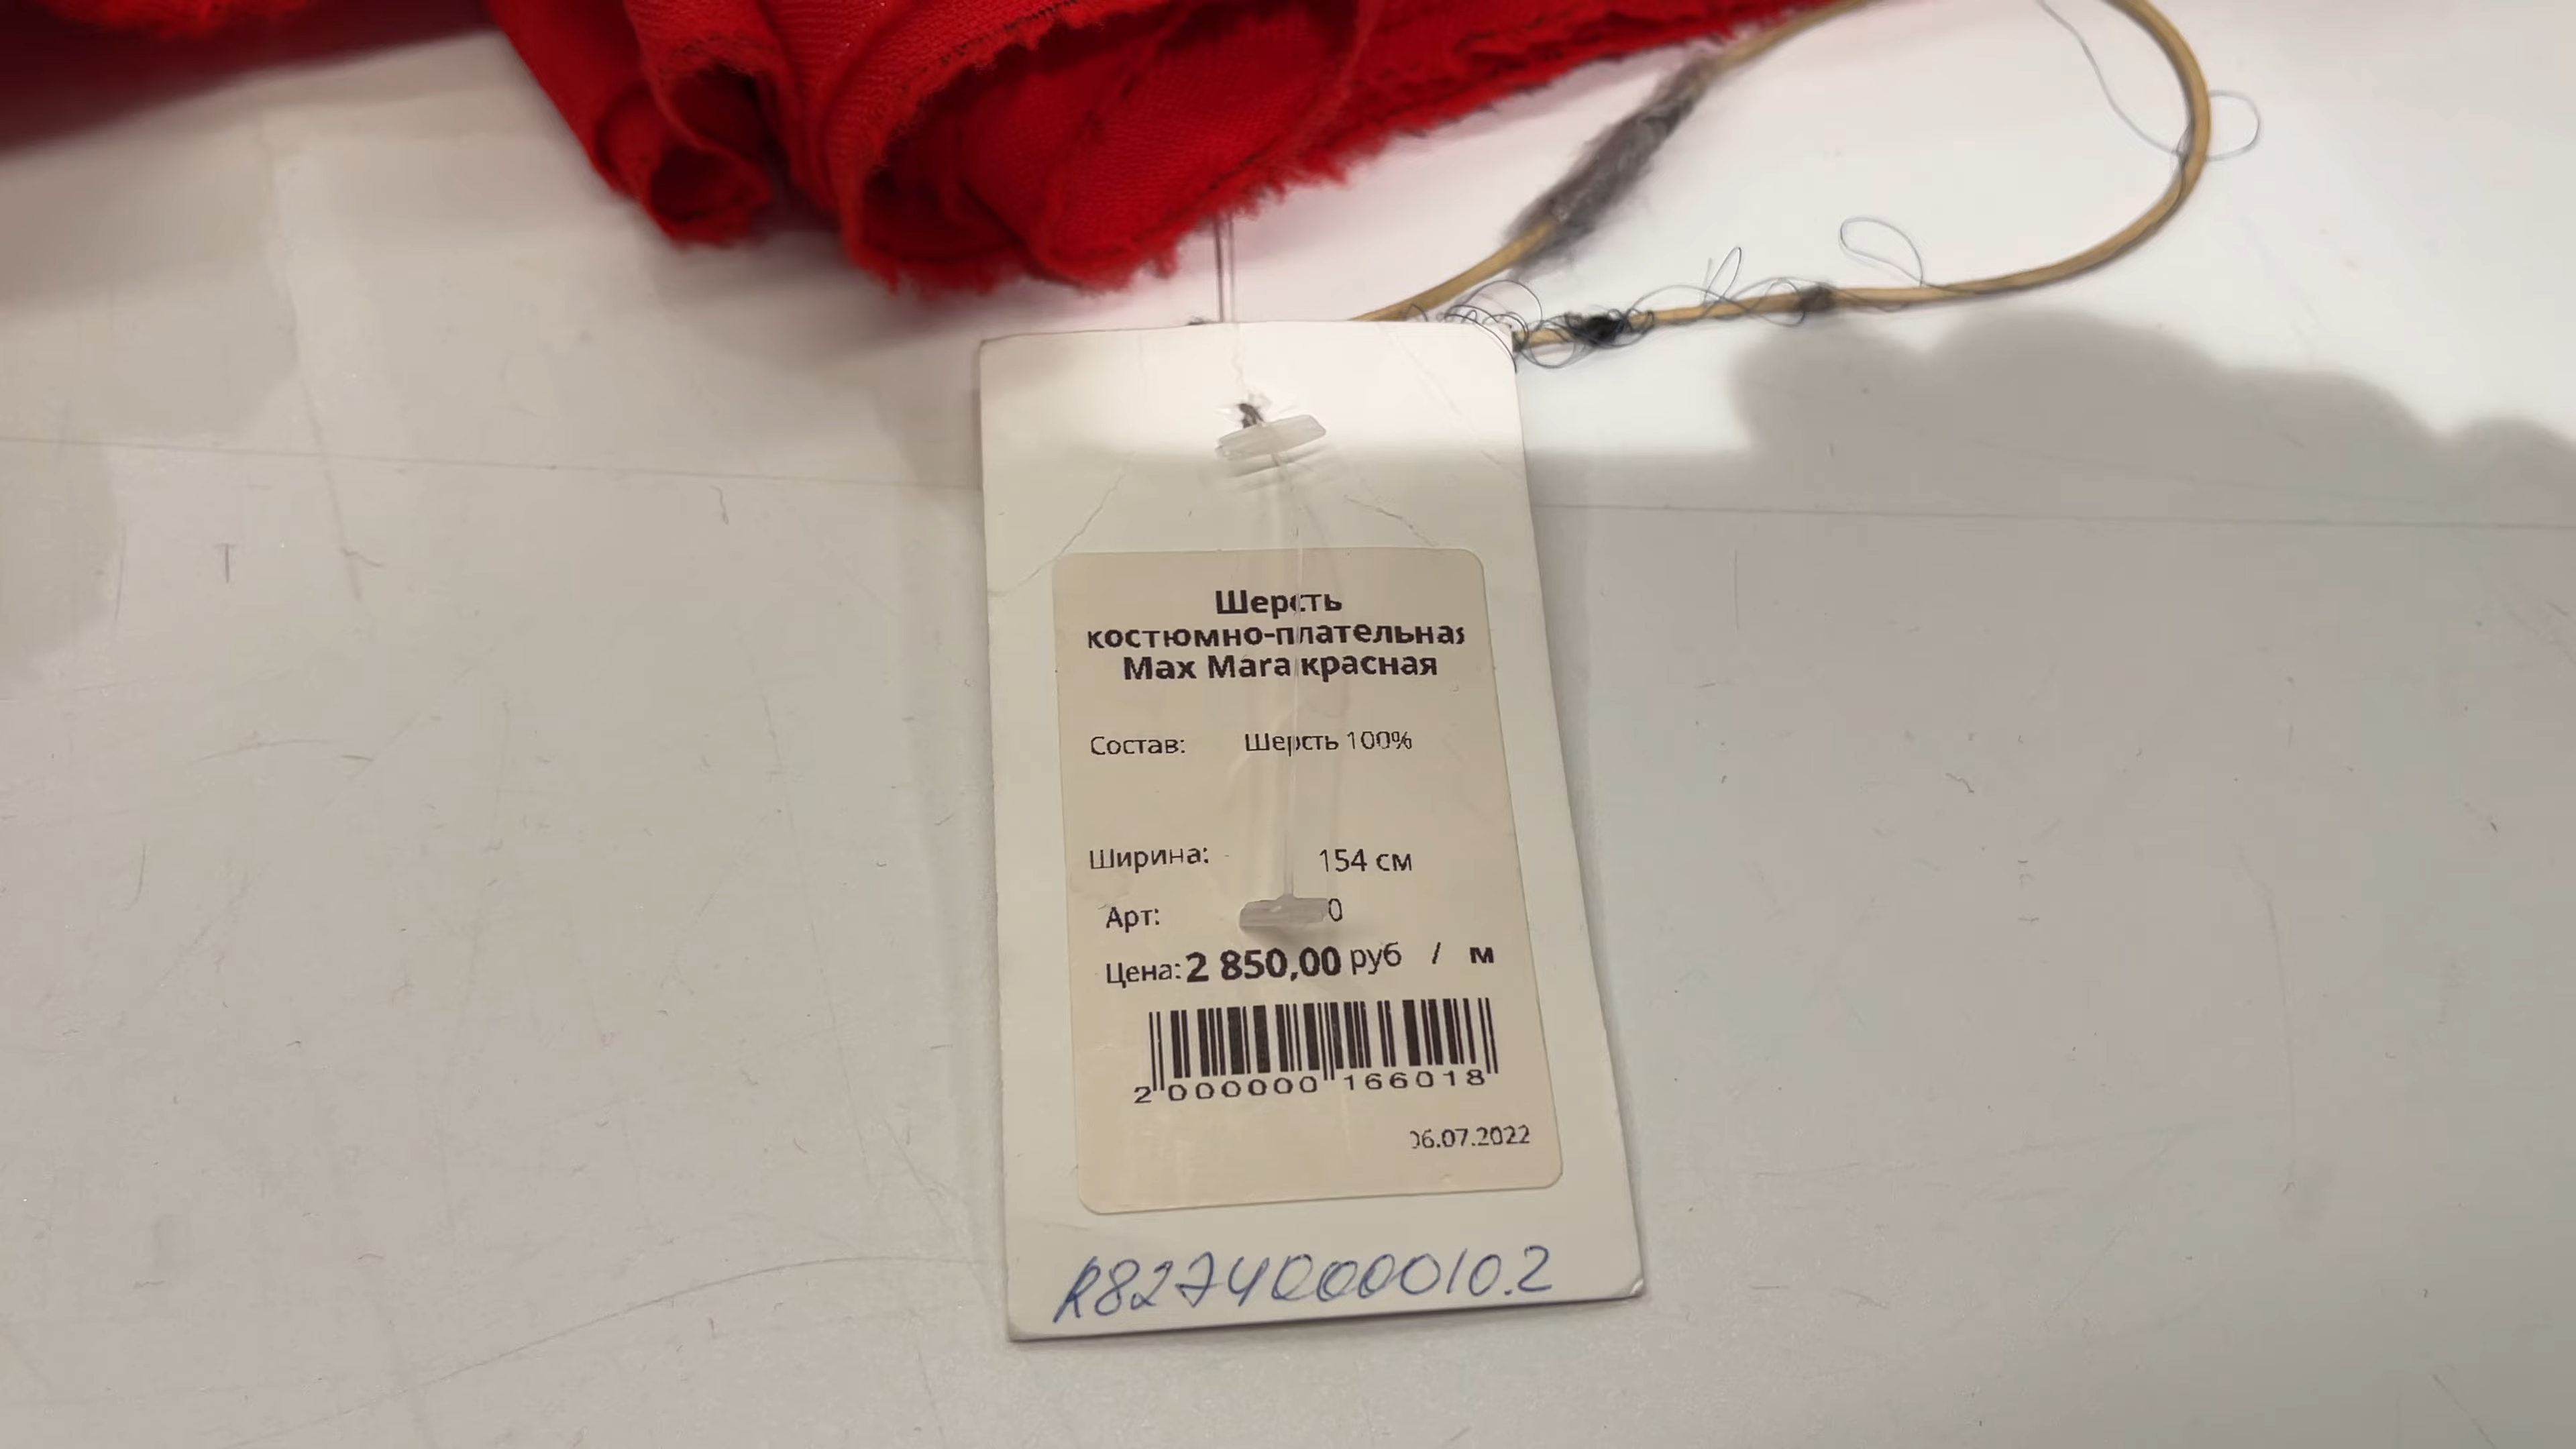 Шерсть
костюмно-плательная
Max Mara красная
Состав: Шерсть 100%
Ширина: 154 см
Арт: 0
Цена: 2 850,00 руб / м
2 000000 166018
06.07.2022
R8274000010.2